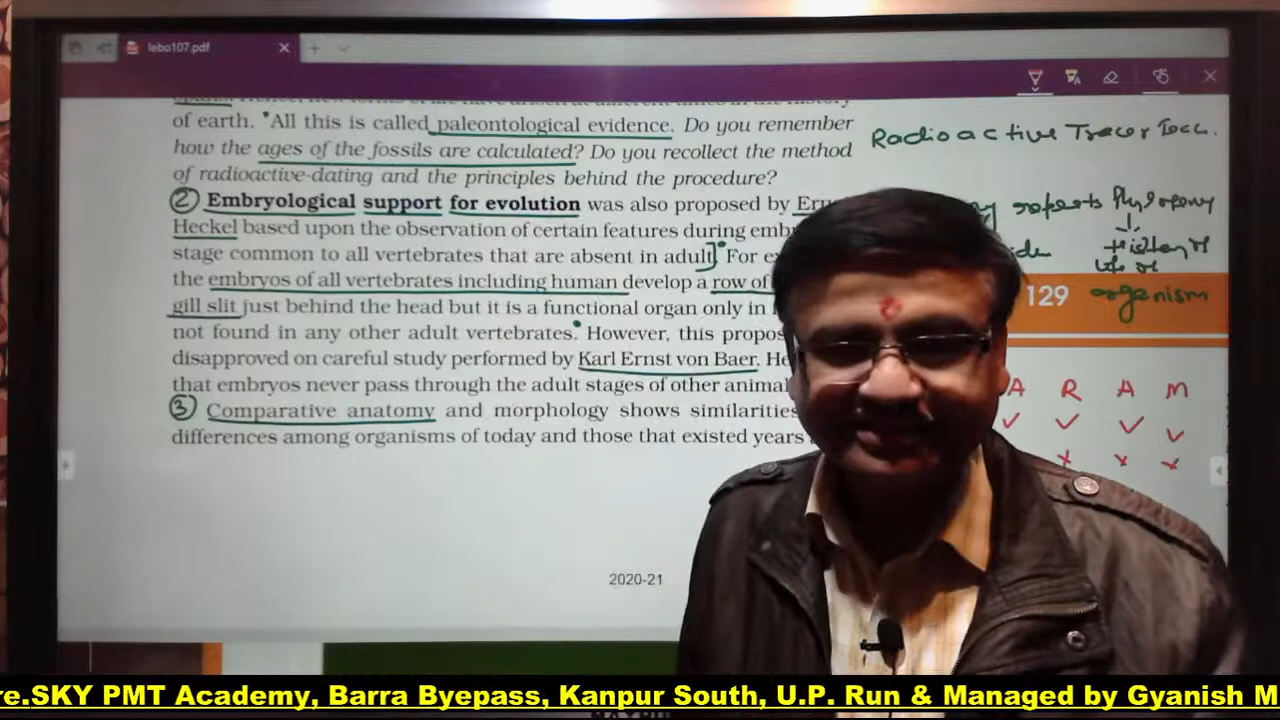 lebo107.pdf
of earth. All this is called paleontological evidence. Do you remember
how the ages of the fossils are calculated? Do you recollect the method
of radioactive-dating and the principles behind the procedure?
② Embryological support for evolution was also proposed by
Heckel based upon the observation of certain features during
stage common to all vertebrates that are absent in adult]. For
the embryos of all vertebrates including human develop a row of
gill slit just behind the head but it is a functional organ only in
not found in any other adult vertebrates. However, this
disapproved on careful study performed by Karl Ernst von Baer.
that embryos never pass through the adult stages of other
③ Comparative anatomy and morphology shows similarities
differences among organisms of today and those that existed years
2020-21
Radioactive Tracer Tech.
repeats Phylogeny
History of
life of
129 organism
A R A M
✓ ✓ ✓ ✓
x x x
re.SKY PMT Academy, Barra Byepass, Kanpur South, U.P. Run & Managed by Gyanish M